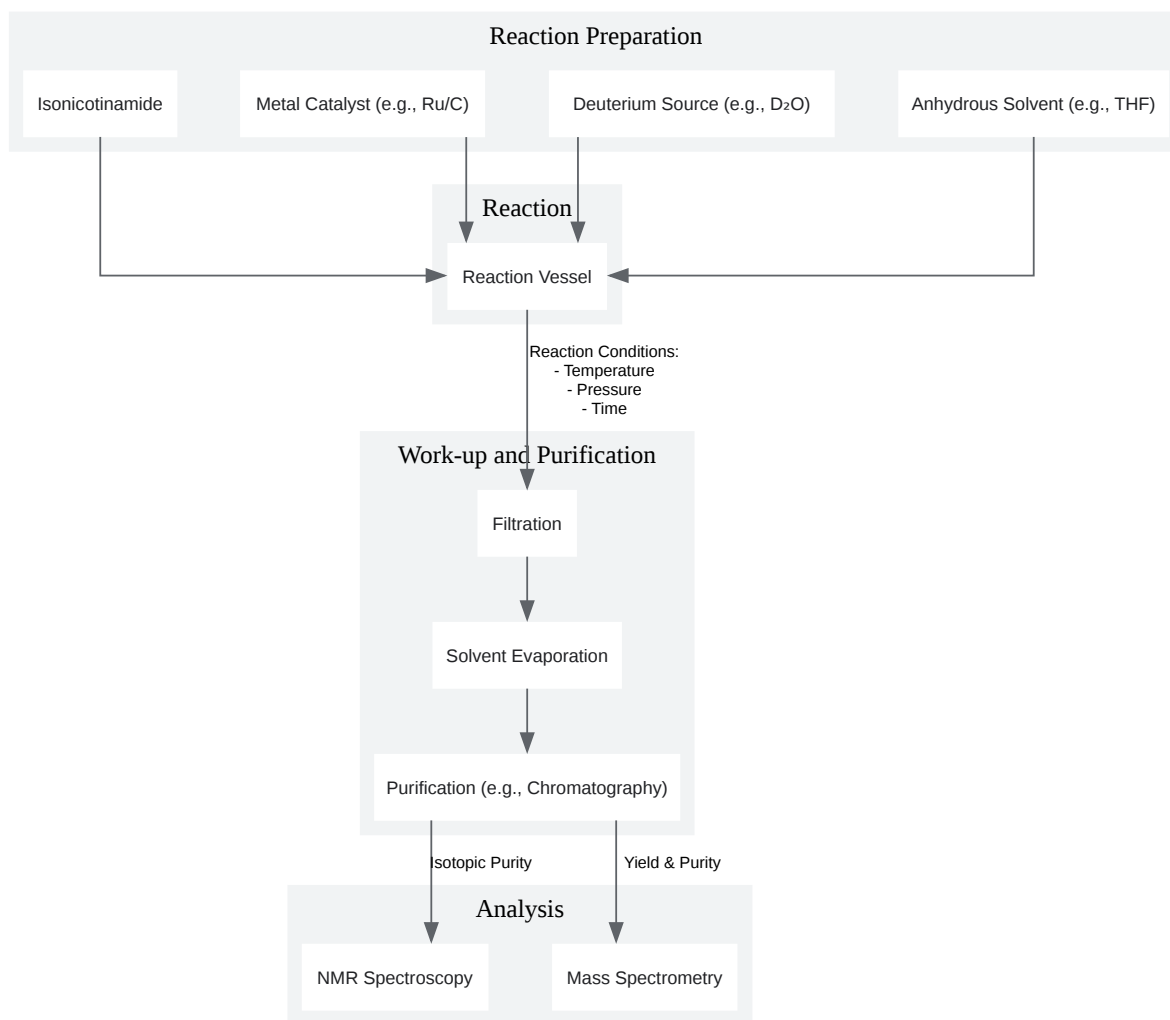 Reaction Preparation
Isonicotinamide
Metal Catalyst (e.g., Ru/C)
Deuterium Source (e.g., D₂O)
Anhydrous Solvent (e.g., THF)
Reaction
Reaction Vessel
Reaction Conditions:
- Temperature
- Pressure
- Time
Work-up and Purification
Filtration
Solvent Evaporation
Purification (e.g., Chromatography)
Isotopic Purity
Yield & Purity
Analysis
NMR Spectroscopy
Mass Spectrometry